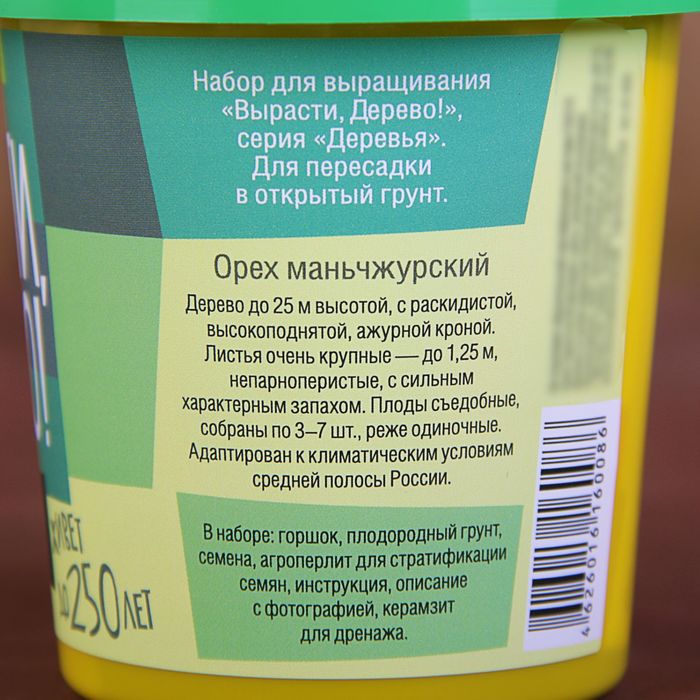 Набор для выращивания
«Вырасти, Дерево!»,
серия «Деревья».
Для пересадки
в открытый грунт.
Орех маньчжурский
Дерево до 25 м высотой, с раскидистой,
высокоподнятой, ажурной кроной.
Листья очень крупные — до 1,25 м,
непарноперистые, с сильным
характерным запахом. Плоды съедобные,
собраны по 3–7 шт., реже одиночные.
Адаптирован к климатическим условиям
средней полосы России.
В наборе: горшок, плодородный грунт,
семена, агроперлит для стратификации
семян, инструкция, описание
с фотографией, керамзит
для дренажа.
ЖИВЕТ
ДО 250 ЛЕТ
4626016160086